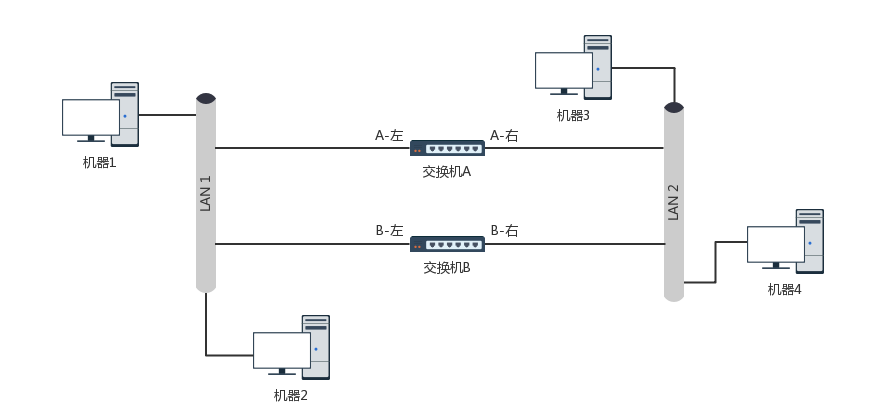 机器3
机器1
A-左
A-右
交换机A
LAN 1
LAN 2
B-左
B-右
交换机B
机器4
机器2